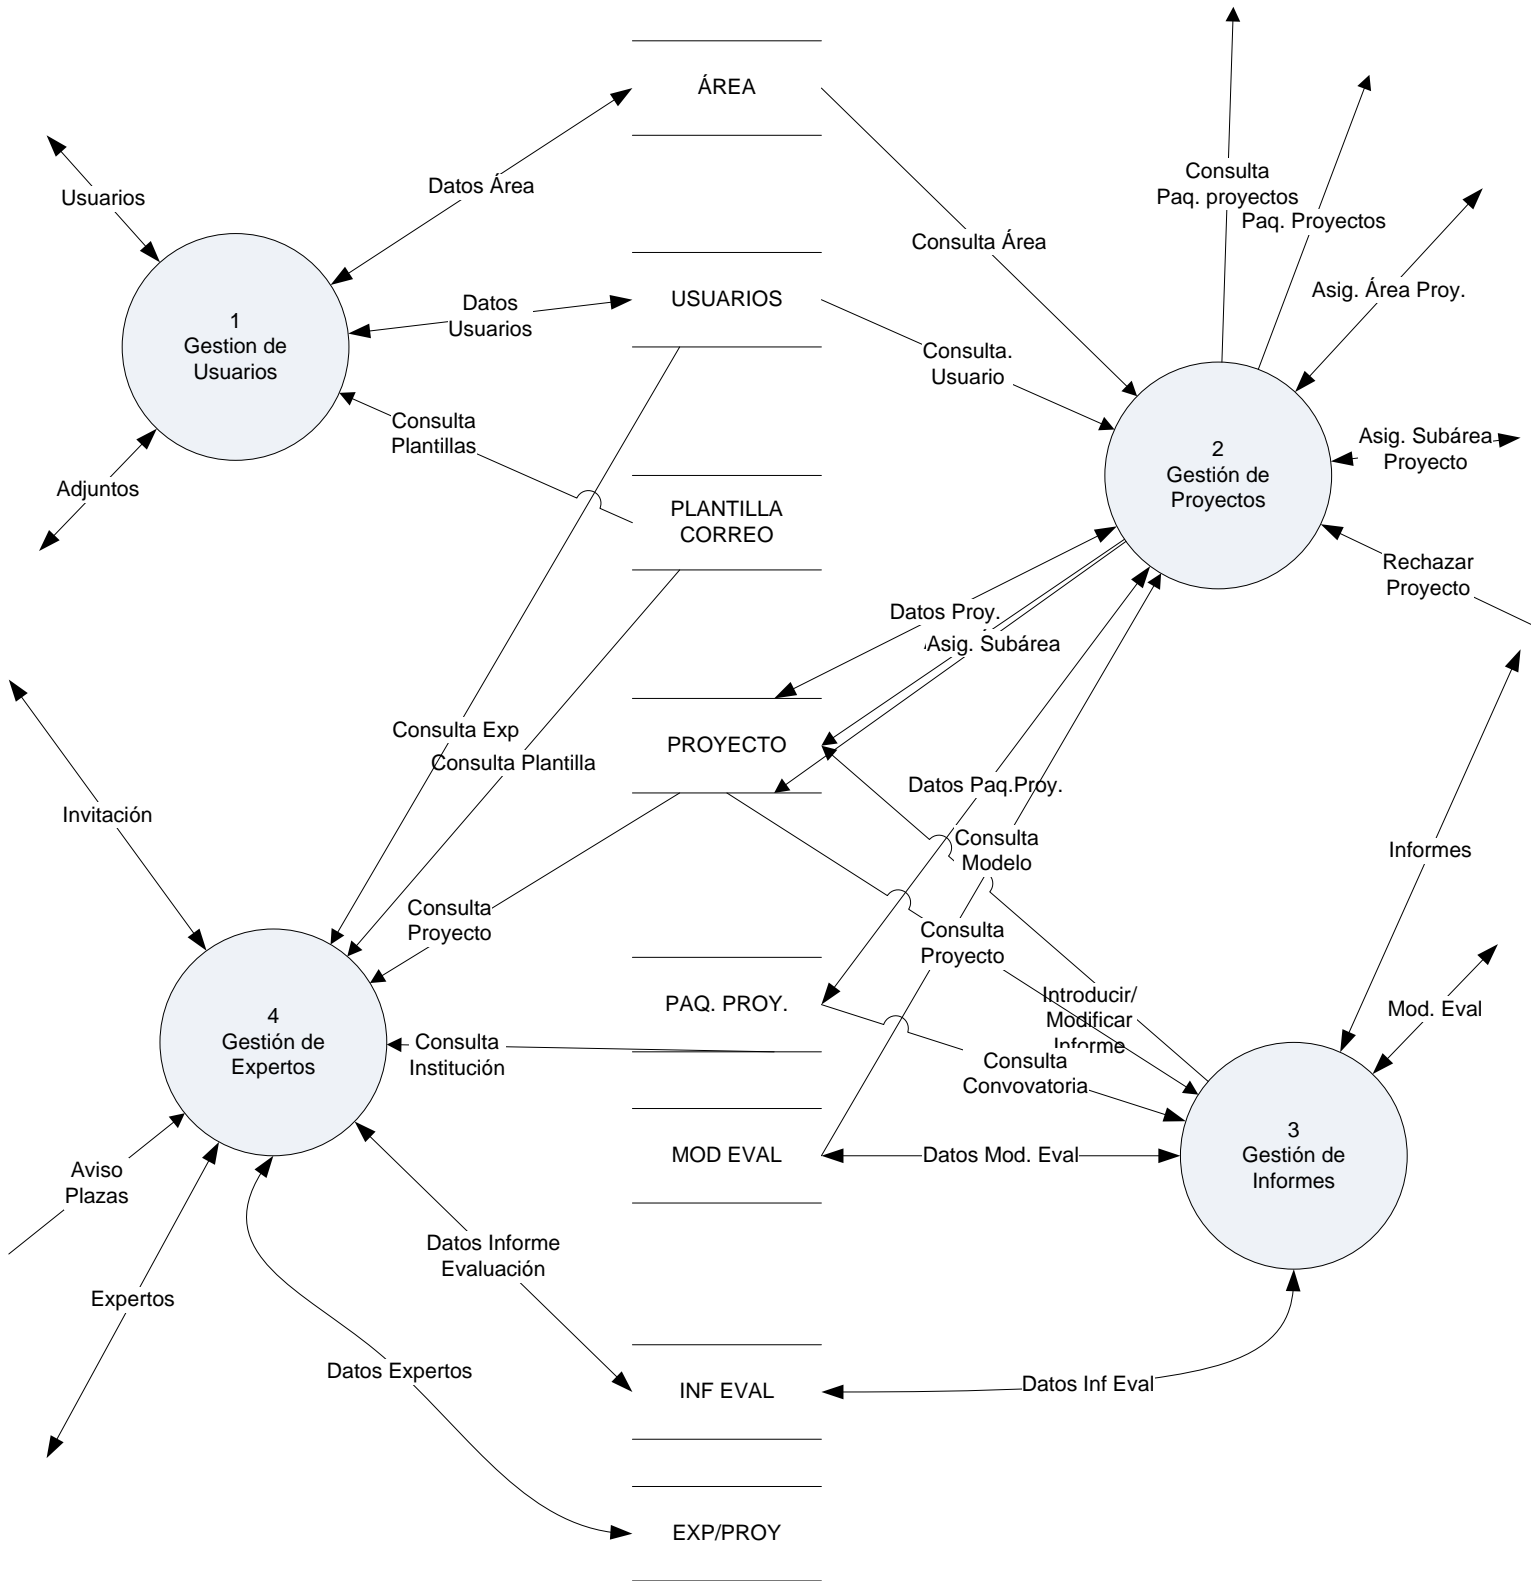 ÁREA
Usuarios
Datos Área
Consulta
Paq. proyectos
Paq. Proyectos
Consulta Área
Asig. Área Proy.
USUARIOS
Datos
Usuarios
1
Gestion de
Usuarios
Consulta.
Usuario
Consulta
Plantillas
Asig. Subárea
Proyecto
2
Gestión de
Proyectos
Adjuntos
PLANTILLA
CORREO
Rechazar
Proyecto
Datos Proy.
Asig. Subárea
Consulta Exp
Consulta Plantilla
PROYECTO
Datos Paq.Proy.
Invitación
Consulta
Modelo
Informes
Consulta
Proyecto
Consulta
Proyecto
PAQ. PROY.
Introducir/
Modificar
Informe
Mod. Eval
4
Gestión de
Expertos
Consulta
Institución
Consulta
Convovatoria
MOD EVAL
Datos Mod. Eval
3
Gestión de
Informes
Aviso
Plazas
Datos Informe
Evaluación
Expertos
Datos Expertos
INF EVAL
Datos Inf Eval
EXP/PROY